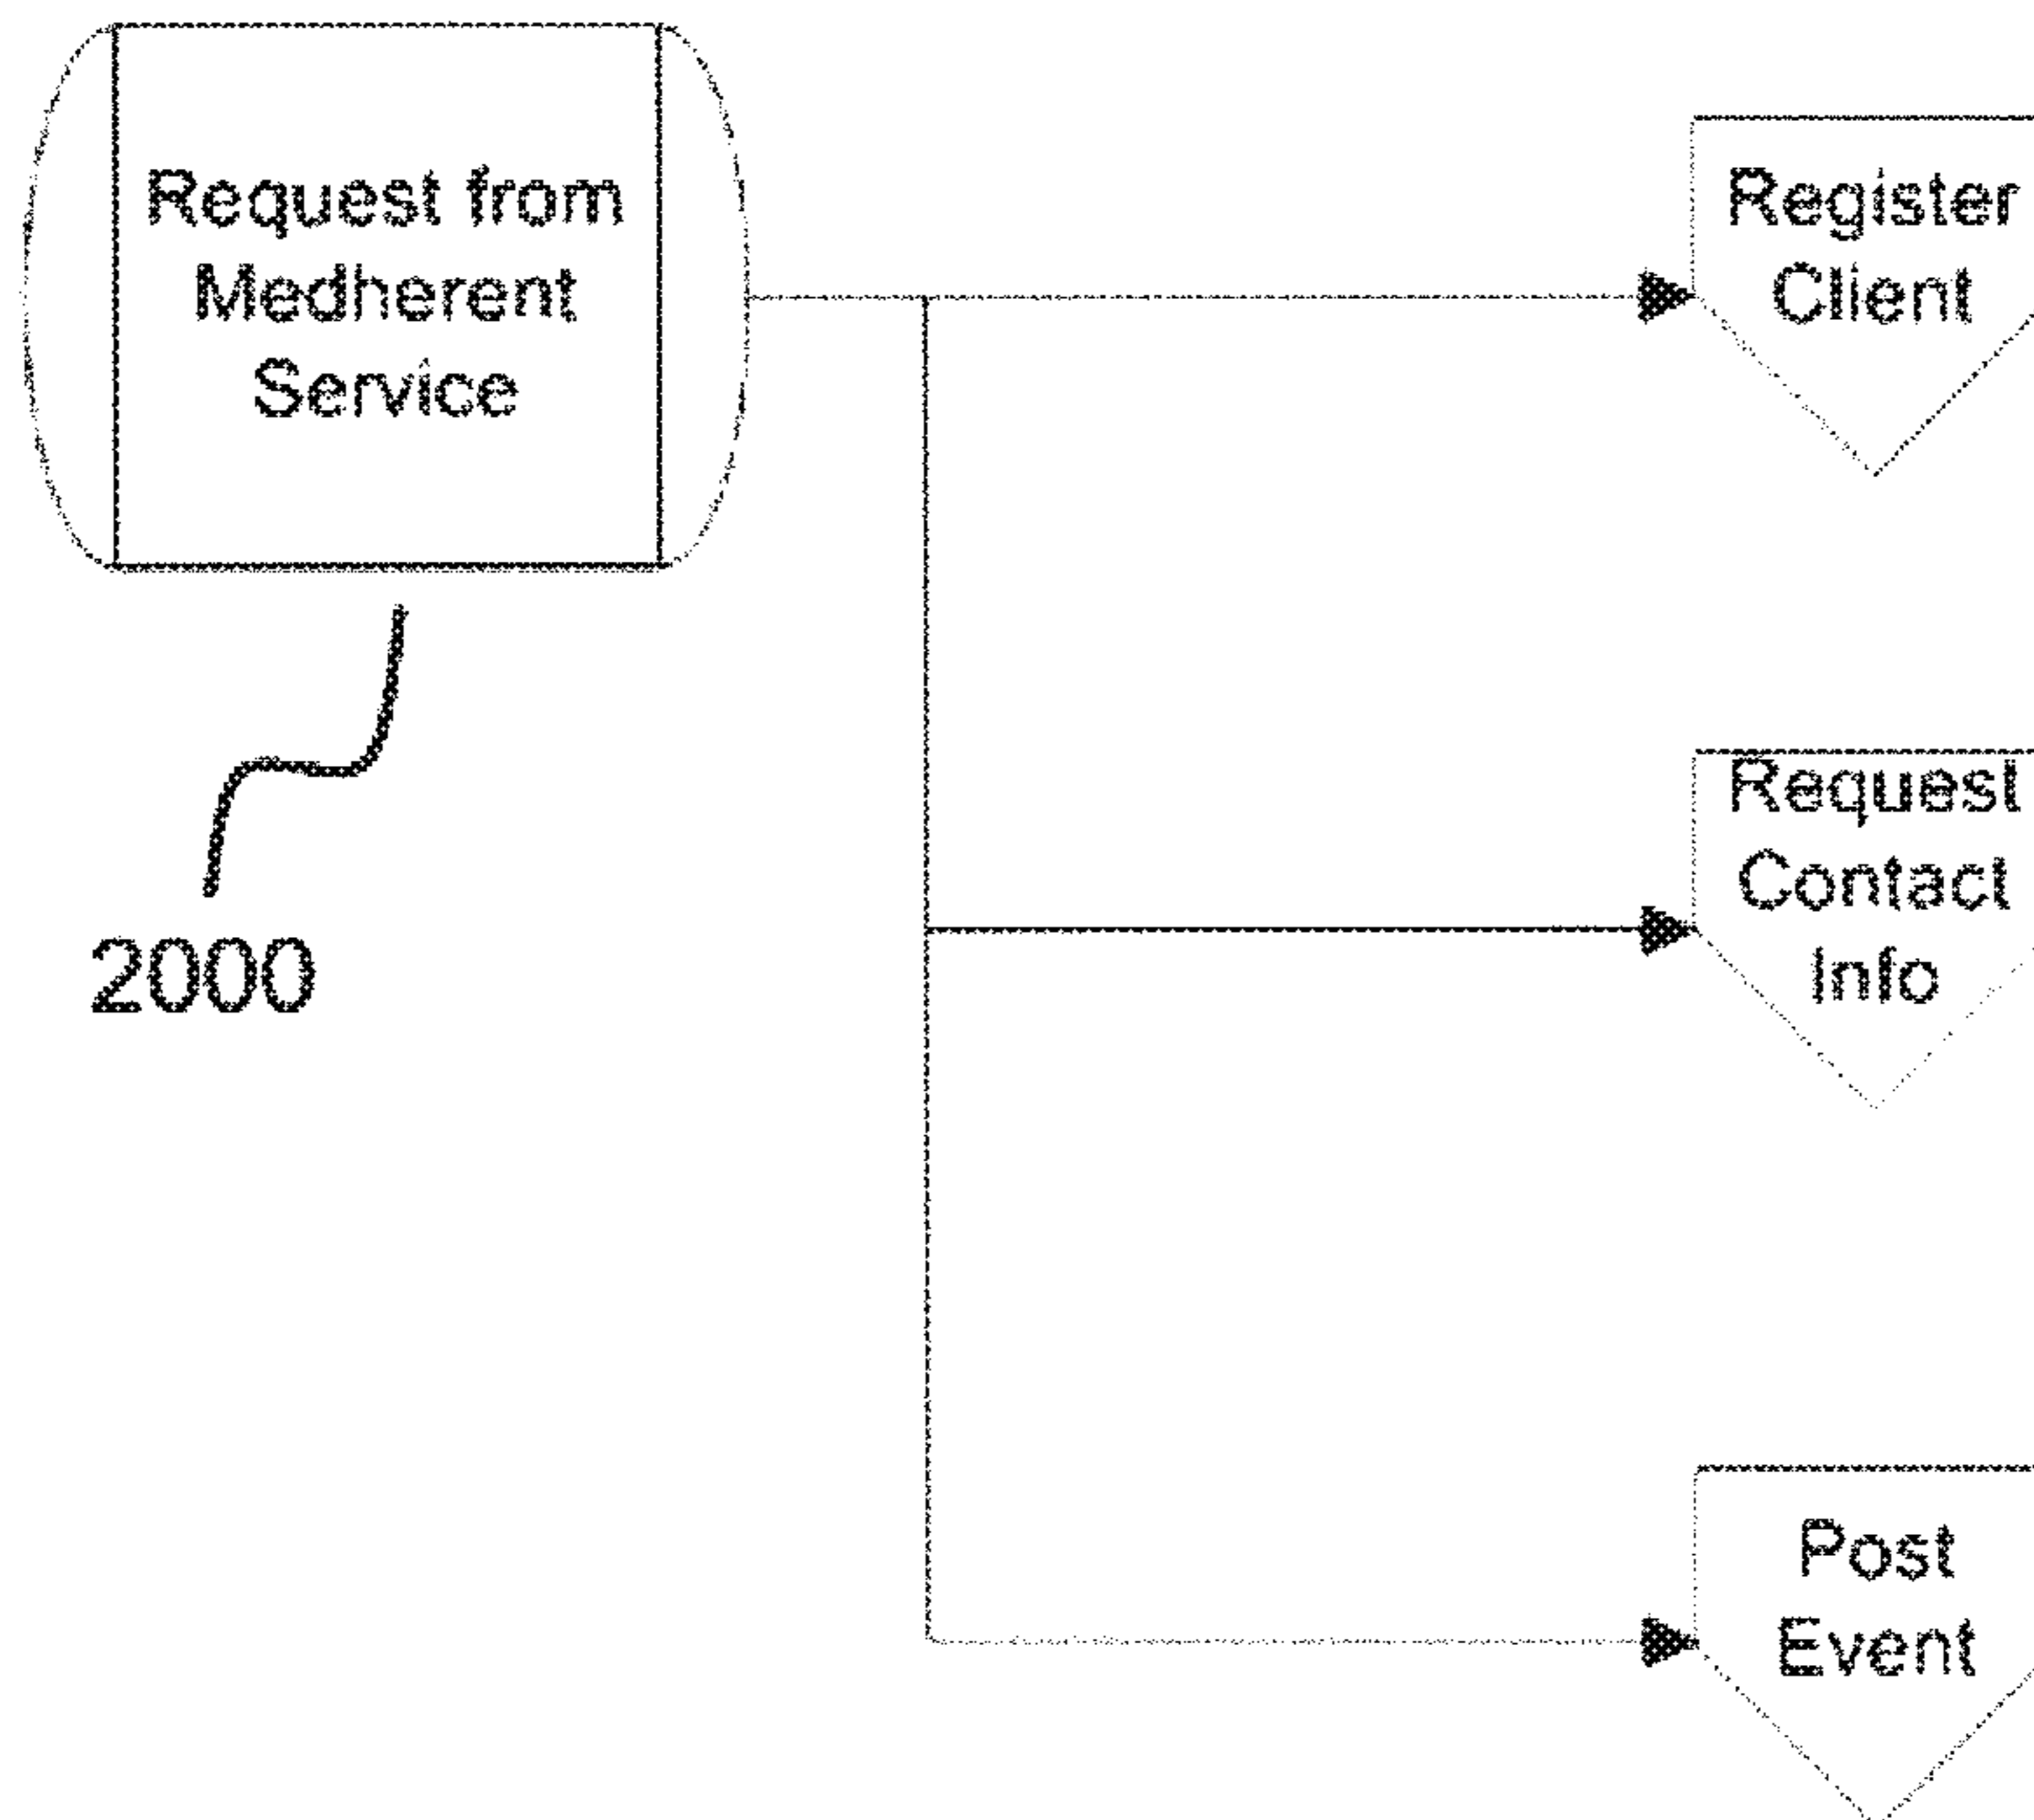 Request from
Medherent
Service
2000
Register
Client
Request
Contact
Info
Post
Event